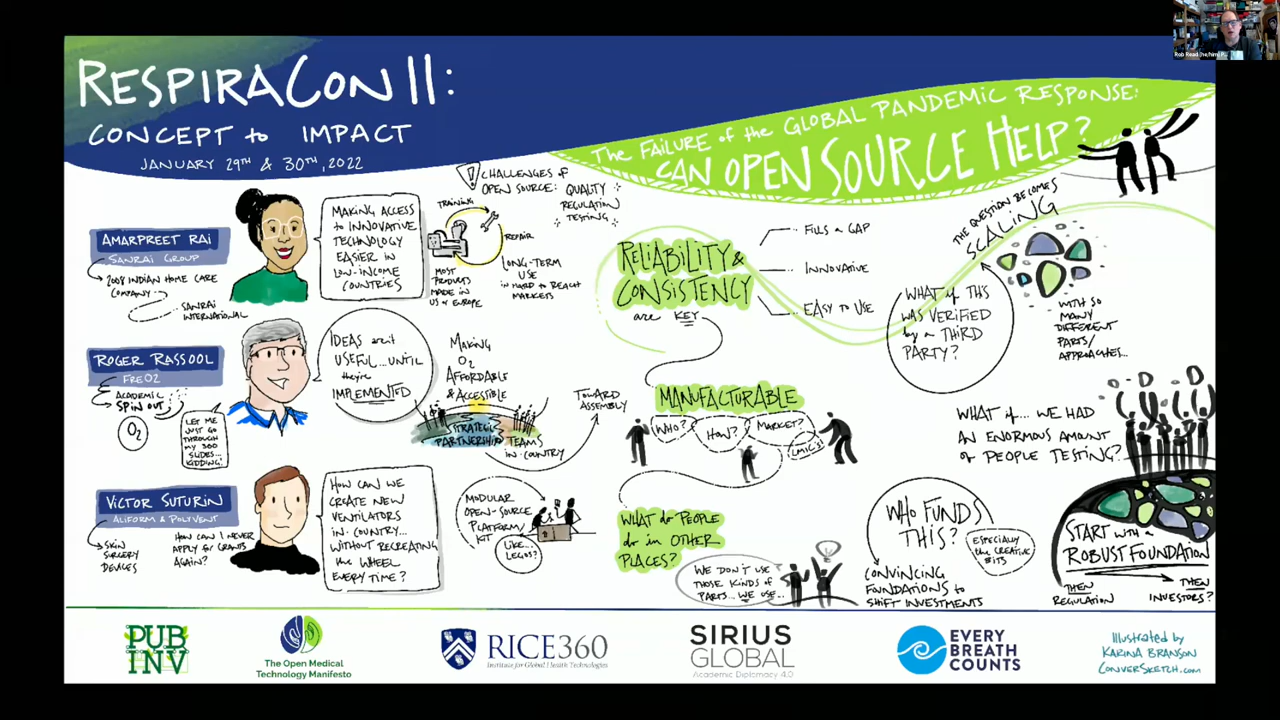 RESPIRACON II:
CONCEPT to IMPACT
JANUARY 29TH & 30TH, 2022
THE FAILURE of the GLOBAL PANDEMIC RESPONSE:
CAN OPEN SOURCE HELP?
AMARPREET RAI
SANRAI GROUP
2008 INDIAN HOME CARE
COMPANY
SANRAI
INTERNATIONAL
MAKING ACCESS
to INNOVATIVE
TECHNOLOGY
EASIER IN
LOW-INCOME
COUNTRIES
! CHALLENGES of
OPEN SOURCE: QUALITY
REGULATION
TESTING
TRAINING
REPAIR
MOST
PRODUCTS
MADE IN
US & EUROPE
LONG-TERM
USE
IN HARD to REACH
MARKETS
ROGER RASSOOL
FREO2
ACADEMIC
SPIN OUT
O2
LET ME
JUST GO
THROUGH
MY 300
SLIDES...
KIDDING!
IDEAS aren't
USEFUL...UNTIL
they're
IMPLEMENTED
MAKING
O2
AFFORDABLE
& ACCESSIBLE
STRATEGIC
PARTNERSHIP
TEAMS
IN-COUNTRY
TOWARD
ASSEMBLY
VICTOR SUTURIN
ALIFORM & POLYVENT
SKIN
SURGERY
DEVICES
HOW CAN I NEVER
APPLY for GRANTS
AGAIN?
HOW CAN WE
CREATE NEW
VENTILATORS
IN-COUNTRY...
WITHOUT RECREATING
the WHEEL
EVERY TIME?
MODULAR
OPEN-SOURCE
PLATFORM/
KIT
LIKE...
LEGOS?
RELIABILITY &
CONSISTENCY
are KEY
FILLS a GAP
INNOVATIVE
EASY to USE
MANUFACTURABLE
WHO?
HOW?
MARKET?
LMIC's
WHAT do PEOPLE
do in OTHER
PLACES?
WE DON'T USE
THOSE KINDS of
PARTS...WE USE...
THE QUESTION BECOMES
SCALING
WHAT if THIS
WAS VERIFIED
by a THIRD
PARTY?
WITH SO
MANY
DIFFERENT
PARTS/
APPROACHES...
WHAT if... WE HAD
AN ENORMOUS AMOUNT
of PEOPLE TESTING?
WHO FUNDS
THIS?
ESPECIALLY
the CREATIVE
BITS
CONVINCING
FOUNDATIONS to
SHIFT INVESTMENTS
START WITH a
ROBUST FOUNDATION
THEN
REGULATION
THEN
INVESTORS?
PUB
INV
The Open Medical
Technology Manifesto
RICE360
Institute for Global Health Technologies
SIRIUS
GLOBAL
Academic Diplomacy 4.0
EVERY
BREATH
COUNTS
Illustrated by
KARINA BRANSON
CONVERSKETCH.com